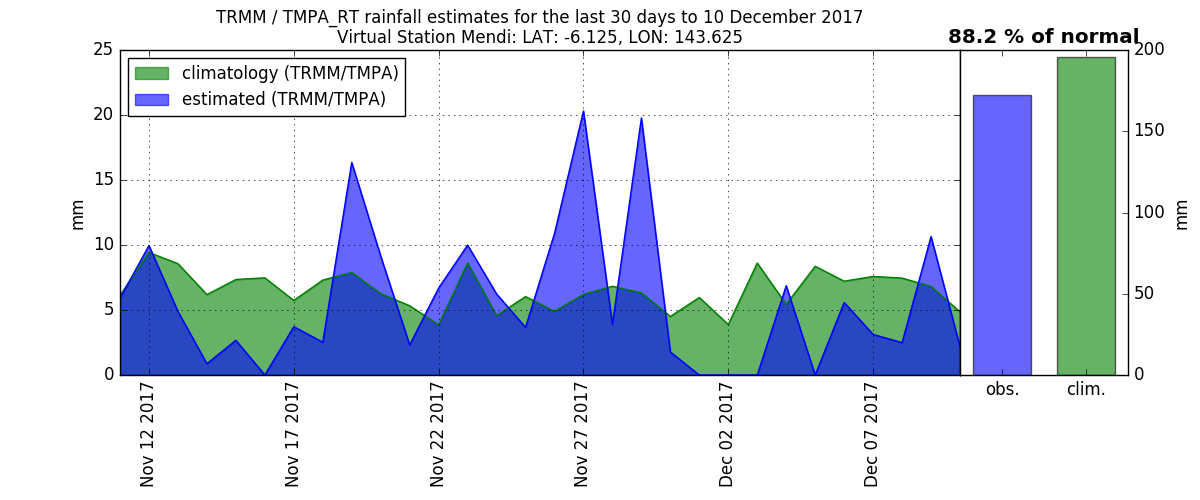 TRMM / TMPA_RT rainfall estimates for the last 30 days to 10 December 2017
Virtual Station Mendi: LAT: -6.125, LON: 143.625
88.2 % of normal
climatology (TRMM/TMPA)
estimated (TRMM/TMPA)
25
20
15
10
5
0
mm
Nov 12 2017
Nov 17 2017
Nov 22 2017
Nov 27 2017
Dec 02 2017
Dec 07 2017
obs.
clim.
200
150
100
50
0
mm